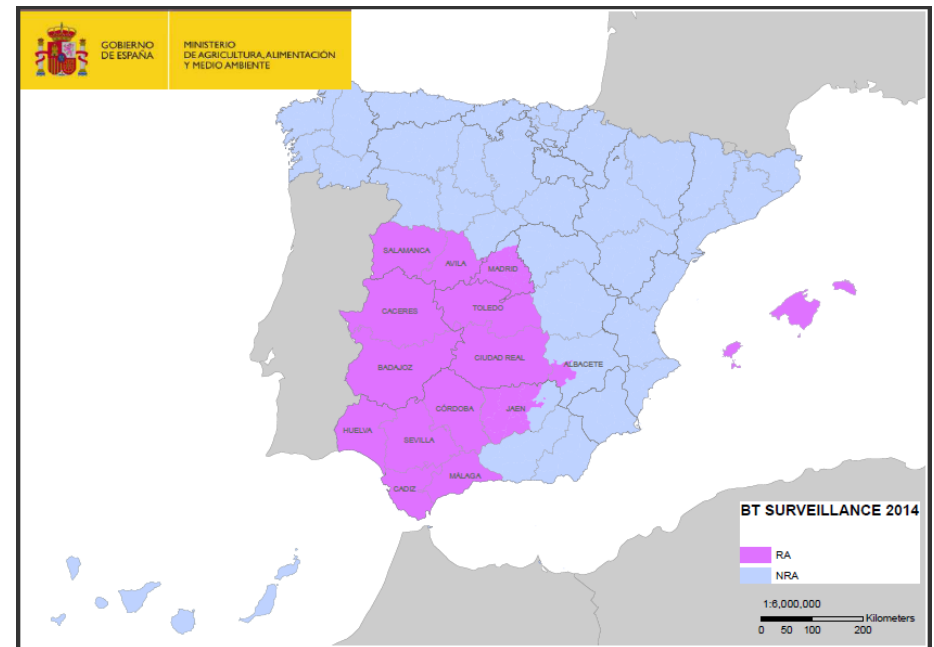 GOBIERNO
DE ESPAÑA
MINISTERIO
DE AGRICULTURA, ALIMENTACIÓN
Y MEDIO AMBIENTE
SALAMANCA
AVILA
MADRID
CACERES
TOLEDO
CIUDAD REAL
ALBACETE
BADAJOZ
CÓRDOBA
JAEN
HUELVA
SEVILLA
MÁLAGA
CADIZ
BT SURVEILLANCE 2014
RA
NRA
1:6,000,000
Kilometers
0 50 100 200